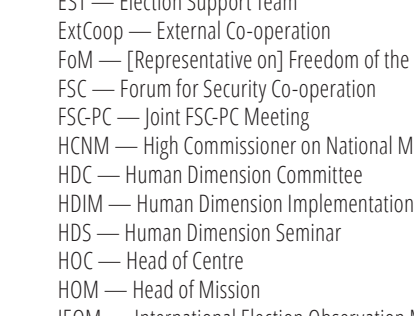 EST — Election Support Team
ExtCoop — External Co-operation
FoM — [Representative on] Freedom of the
FSC — Forum for Security Co-operation
FSC-PC — Joint FSC-PC Meeting
HCNM — High Commissioner on National M
HDC — Human Dimension Committee
HDIM — Human Dimension Implementation
HDS — Human Dimension Seminar
HOC — Head of Centre
HOM — Head of Mission
IEOM — International Election Observation M